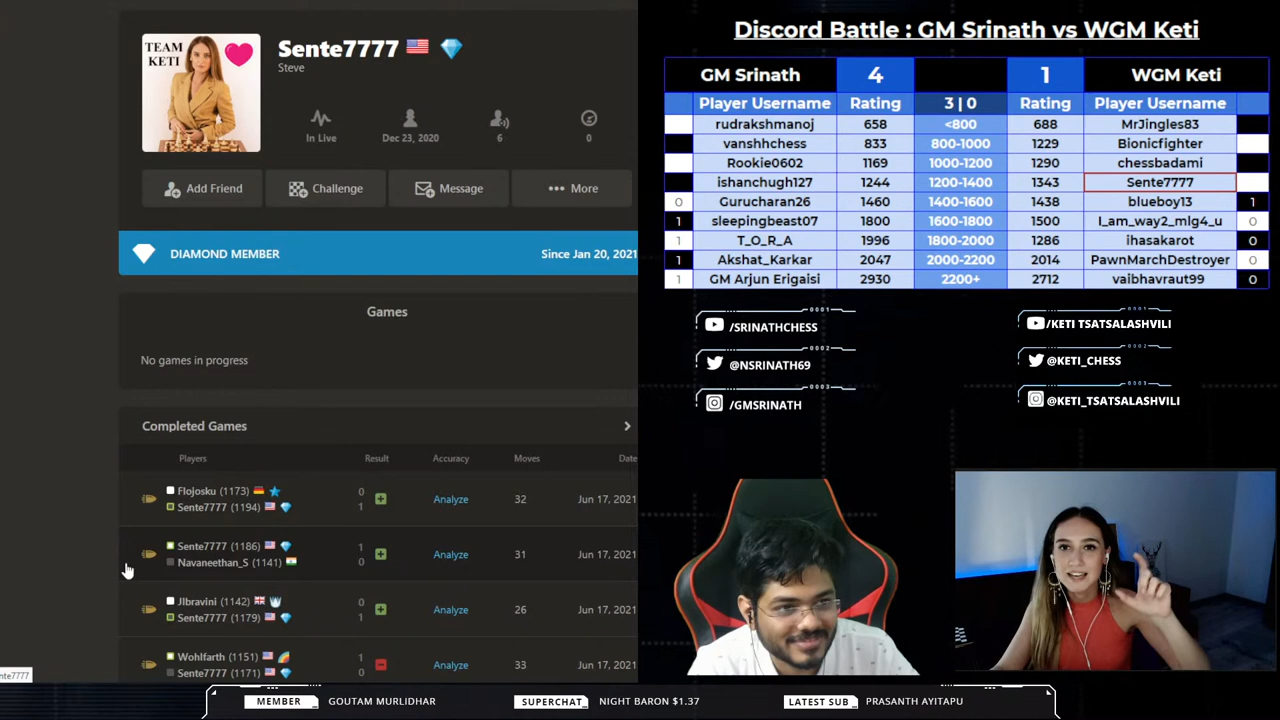 TEAM
KETI
Sente7777
Steve
In Live
Dec 23, 2020
6
0
Add Friend
Challenge
Message
••• More
DIAMOND MEMBER
Since Jan 20, 2021
Games
No games in progress
Completed Games
Players Result Accuracy Moves Date
Flojosku (1173) 0
Sente7777 (1194) 1
Analyze 32 Jun 17, 2021
Sente7777 (1186) 1
Navaneethan_S (1141) 0
Analyze 31 Jun 17, 2021
JIbravini (1142) 0
Sente7777 (1179) 1
Analyze 26 Jun 17, 2021
Wohlfarth (1151) 1
Sente7777 (1171) 0
Analyze 33 Jun 17, 2021
nte7777
Discord Battle : GM Srinath vs WGM Keti
GM Srinath 4 1 WGM Keti
Player Username Rating 3 | 0 Rating Player Username
rudrakshmanoj 658 <800 688 MrJingles83
vanshhchess 833 800-1000 1229 Bionicfighter
Rookie0602 1169 1000-1200 1290 chessbadami
ishanchugh127 1244 1200-1400 1343 Sente7777
0 Gurucharan26 1460 1400-1600 1438 blueboy13 1
1 sleepingbeast07 1800 1600-1800 1500 I_am_way2_mlg4_u 0
1 T_O_R_A 1996 1800-2000 1286 ihasakarot 0
1 Akshat_Karkar 2047 2000-2200 2014 PawnMarchDestroyer 0
1 GM Arjun Erigaisi 2930 2200+ 2712 vaibhavraut99 0
0001
/SRINATHCHESS
0002
@NSRINATH69
0003
/GMSRINATH
0001
/KETI TSATSALASHVILI
0002
@KETI_CHESS
0003
@KETI_TSATSALASHVILI
MEMBER GOUTAM MURLIDHAR SUPERCHAT NIGHT BARON $1.37 LATEST SUB PRASANTH AYITAPU